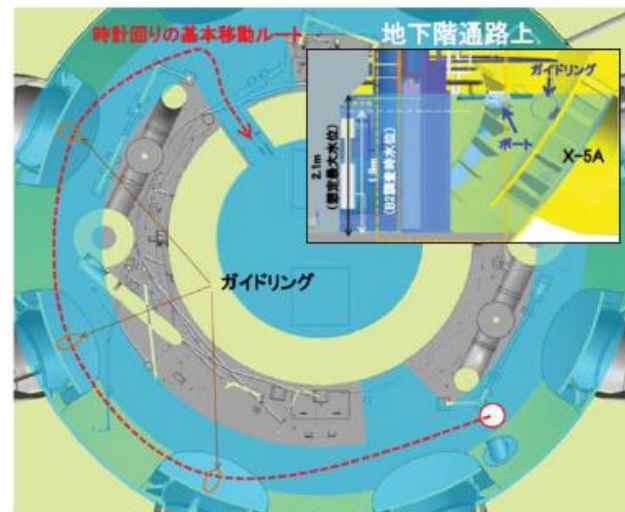 時計回りの基本移動ルート
地下階通路上
ガイドリング
ボート
X-5A
2.1m
(想定最大水位)
1.9m
(B2調査時水位)
ガイドリング